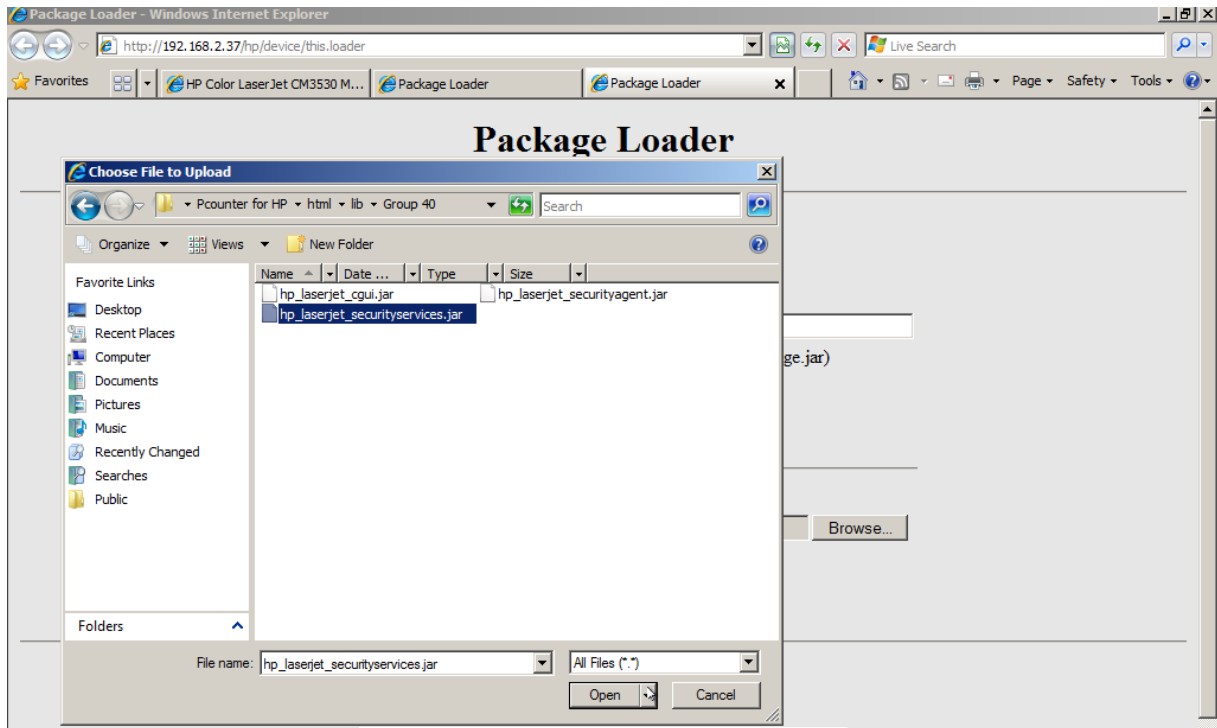 Package Loader - Windows Internet Explorer
http://192.168.2.37/hp/device/this.loader
Live Search
Favorites
HP Color LaserJet CM3530 M...
Package Loader
Package Loader
Page
Safety
Tools
Package Loader
Choose File to Upload
Pcounter for HP
html
lib
Group 40
Search
Organize
Views
New Folder
Favorite Links
Desktop
Recent Places
Computer
Documents
Pictures
Music
Recently Changed
Searches
Public
Folders
Name
Date ...
Type
Size
hp_laserjet_cgui.jar
hp_laserjet_securityagent.jar
hp_laserjet_securityservices.jar
ge.jar)
Browse...
File name:
hp_laserjet_securityservices.jar
All Files (*.*)
Open
Cancel